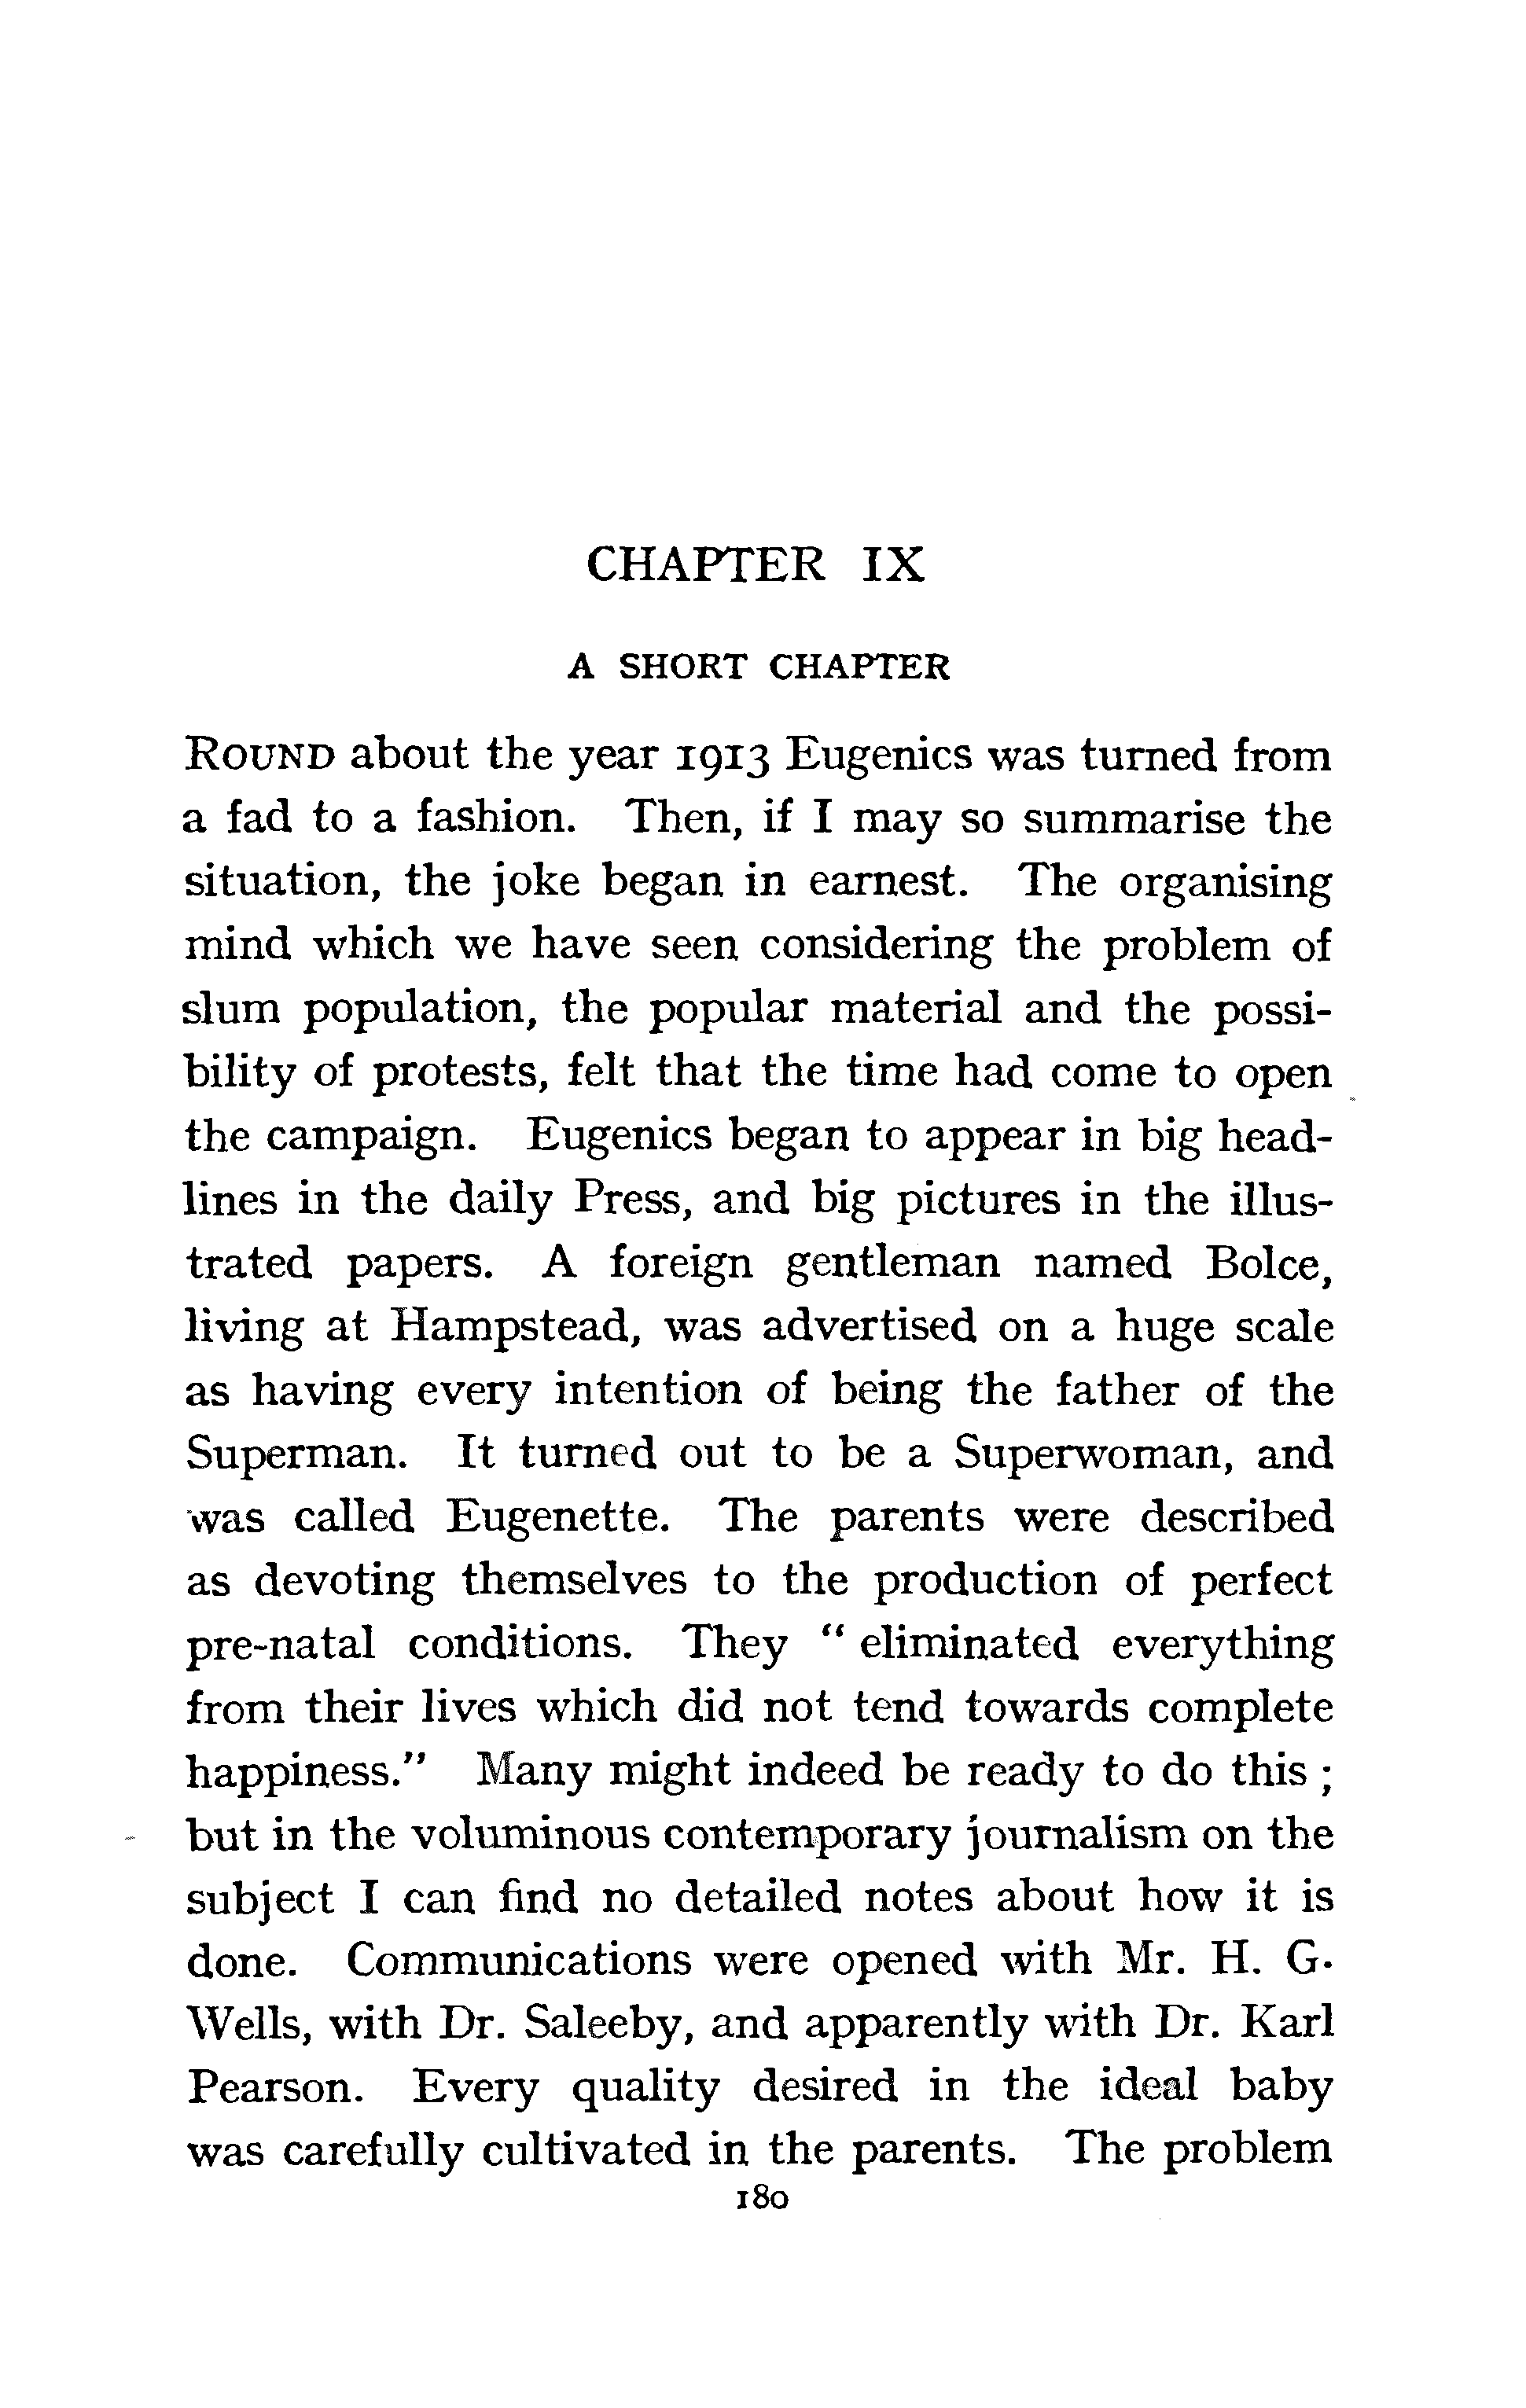 CHAPTER IX
A SHORT CHAPTER
ROUND about the year 1913 Eugenics was turned from
a fad to a fashion. Then, if I may so summarise the
situation, the joke began in earnest. The organising
mind which we have seen considering the problem of
slum population, the popular material and the possi-
bility of protests, felt that the time had come to open
the campaign. Eugenics began to appear in big head-
lines in the daily Press, and big pictures in the illus-
trated papers. A foreign gentleman named Bolce,
living at Hampstead, was advertised on a huge scale
as having every intention of being the father of the
Superman. It turned out to be a Superwoman, and
was called Eugenette. The parents were described
as devoting themselves to the production of perfect
pre-natal conditions. They " eliminated everything
from their lives which did not tend towards complete
happiness." Many might indeed be ready to do this ;
but in the voluminous contemporary journalism on the
subject I can find no detailed notes about how it is
done. Communications were opened with Mr. H. G.
Wells, with Dr. Saleeby, and apparently with Dr. Karl
Pearson. Every quality desired in the ideal baby
was carefully cultivated in the parents. The problem
180